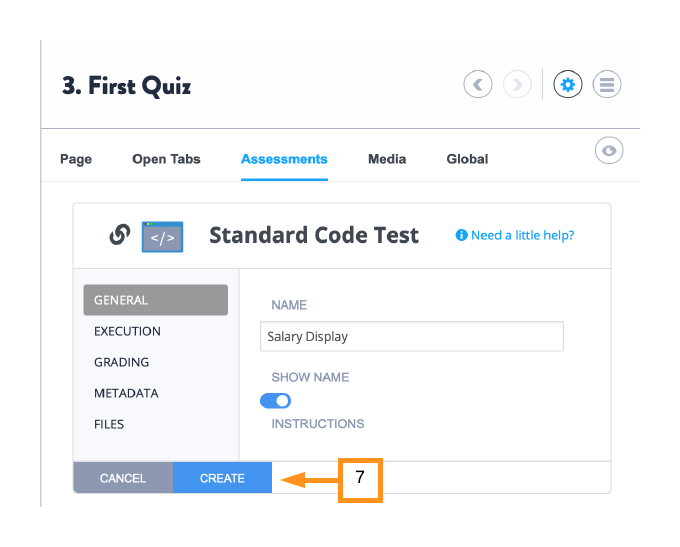 3. First Quiz
Page Open Tabs Assessments Media Global
</> Standard Code Test Need a little help?
GENERAL
EXECUTION
GRADING
METADATA
FILES
NAME
Salary Display
SHOW NAME
INSTRUCTIONS
CANCEL CREATE
7